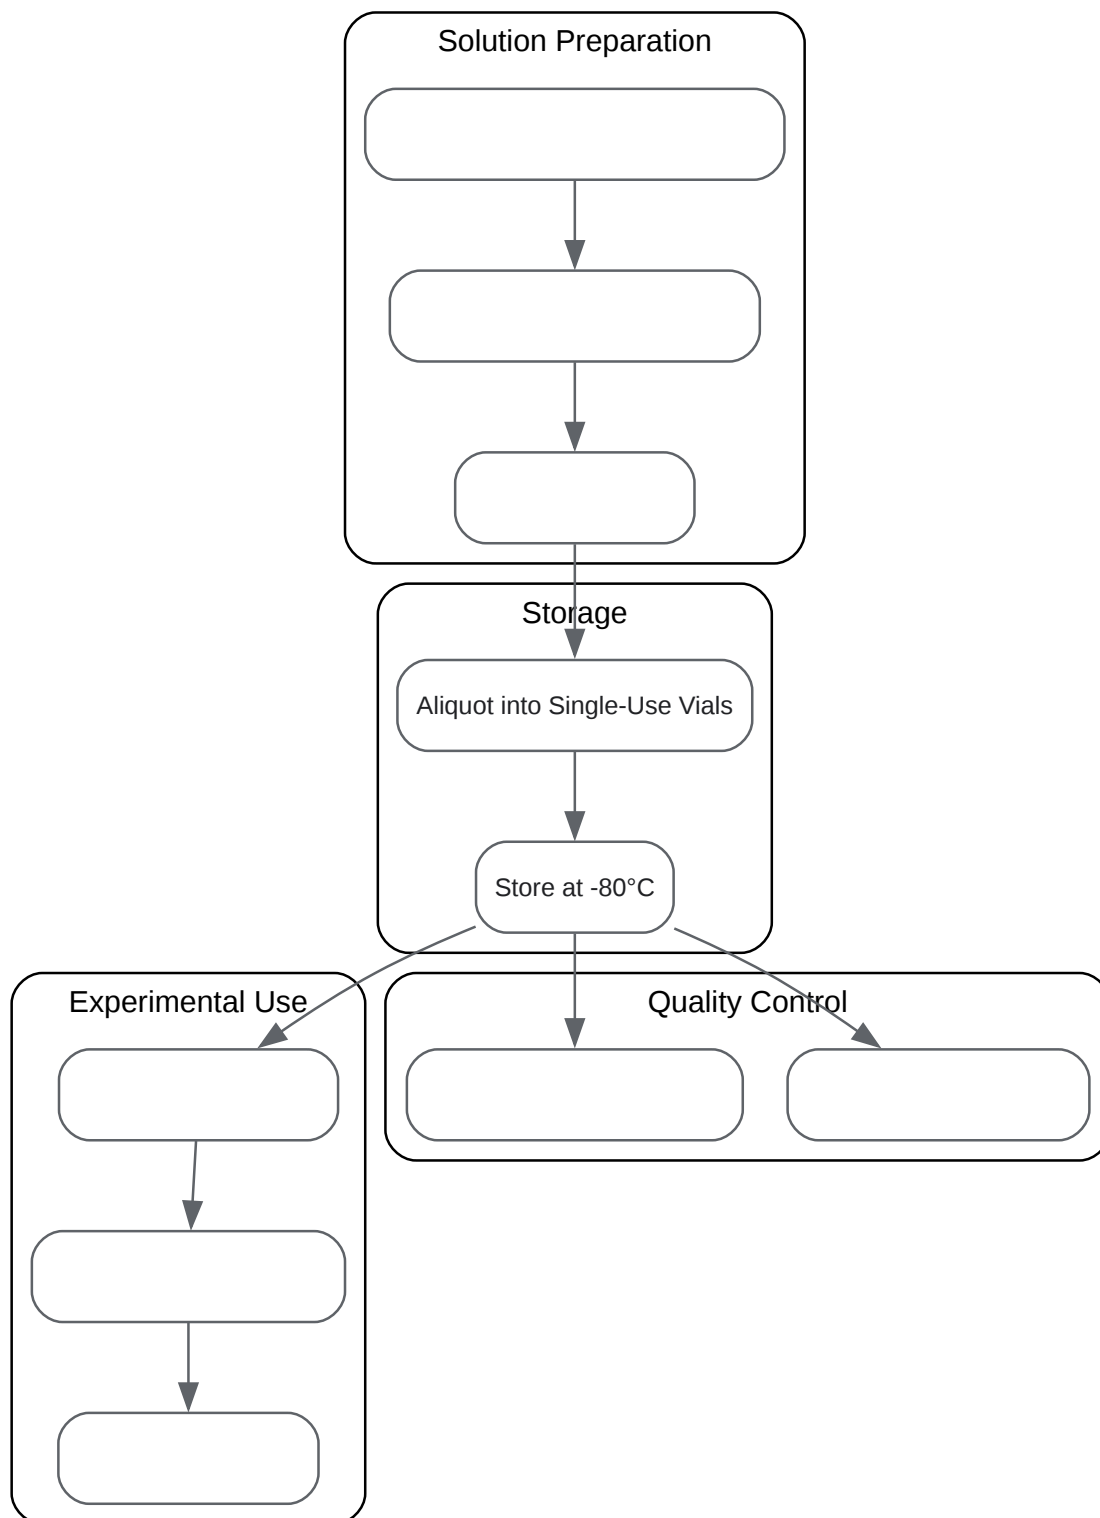 Solution Preparation
Storage
Aliquot into Single-Use Vials
Store at -80°C
Experimental Use
Quality Control